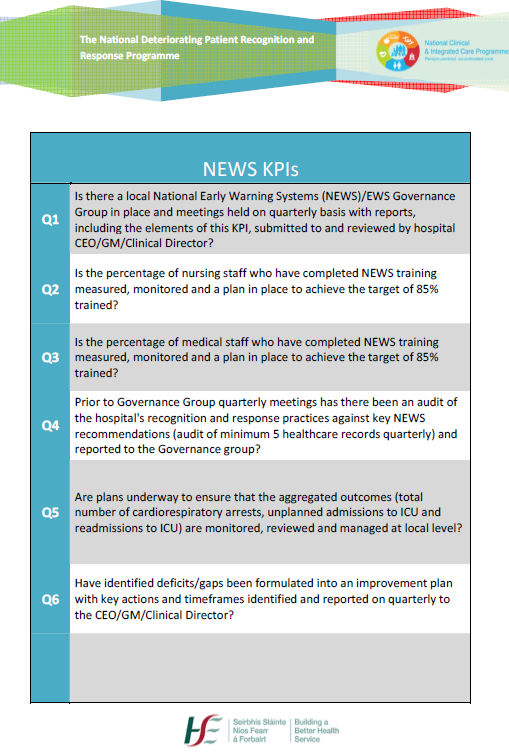 The National Deteriorating Patient Recognition and
Response Programme
National Clinical
& Integrated Care Programme
Person-centred, co-ordinated care
NEWS KPIs
Q1
Is there a local National Early Warning Systems (NEWS)/EWS Governance
Group in place and meetings held on quarterly basis with reports,
including the elements of this KPI, submitted to and reviewed by hospital
CEO/GM/Clinical Director?
Q2
Is the percentage of nursing staff who have completed NEWS training
measured, monitored and a plan in place to achieve the target of 85%
trained?
Q3
Is the percentage of medical staff who have completed NEWS training
measured, monitored and a plan in place to achieve the target of 85%
trained?
Q4
Prior to Governance Group quarterly meetings has there been an audit of
the hospital's recognition and response practices against key NEWS
recommendations (audit of minimum 5 healthcare records quarterly) and
reported to the Governance group?
Q5
Are plans underway to ensure that the aggregated outcomes (total
number of cardiorespiratory arrests, unplanned admissions to ICU and
readmissions to ICU) are monitored, reviewed and managed at local level?
Q6
Have identified deficits/gaps been formulated into an improvement plan
with key actions and timeframes identified and reported on quarterly to
the CEO/GM/Clinical Director?
Seirbhís Sláinte
Níos Fearr
á Forbairt
Building a
Better Health
Service